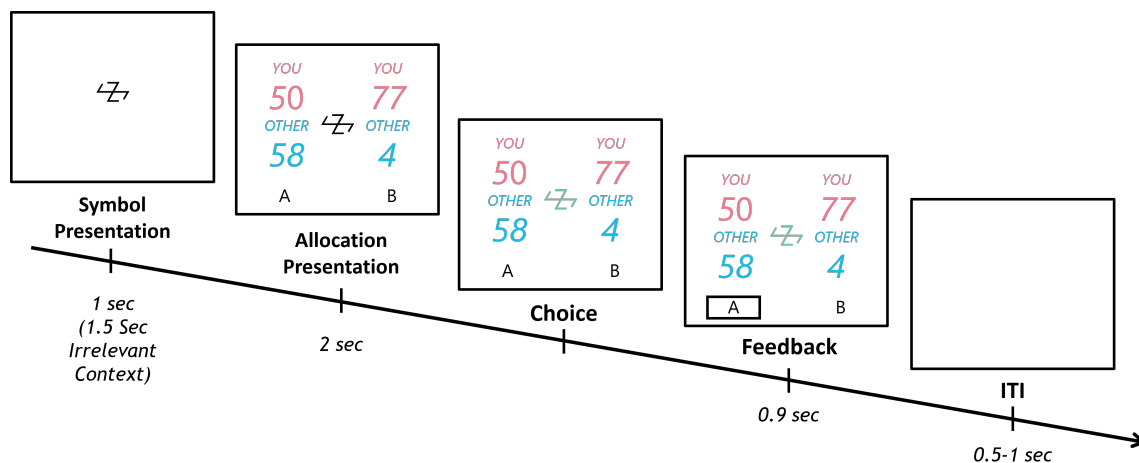 Symbol
Presentation
1 sec
(1.5 Sec
Irrelevant
Context)
YOU YOU
50 77
OTHER OTHER
58 4
A B
Allocation
Presentation
2 sec
YOU YOU
50 77
OTHER OTHER
58 4
A B
Choice
YOU YOU
50 77
OTHER OTHER
58 4
A B
Feedback
0.9 sec
ITI
0.5-1 sec